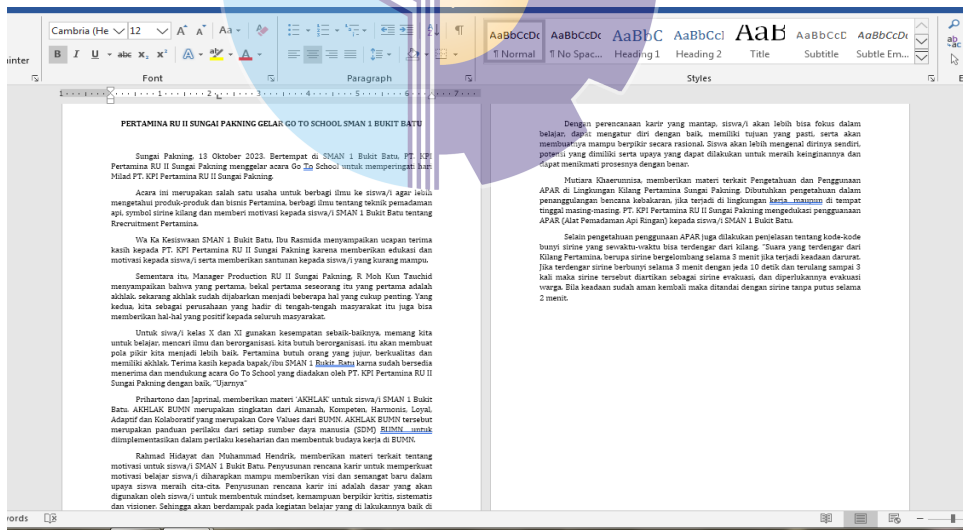 Cambria (He 12 A A Aa
AaBbCcDc AaBbCcDc AaBbC AaBbCcI AaB AaBbCcD AaBbCcDc
B I U abc x, x² A aby A
¶ Normal ¶ No Spac... Heading 1 Heading 2 Title Subtitle Subtle Em...
inter
Font Paragraph Styles
1 1 2 3 4 5 6 7
PERTAMINA RU II SUNGAI PAKNING GELAR GO TO SCHOOL SMAN 1 BUKIT BATU
Sungai Pakning, 13 Oktober 2023. Bertempat di SMAN 1 Bukit Batu, PT. KPI
Pertamina RU II Sungai Pakning menggelar acara Go To School untuk memperingati hari
Milad PT. KPI Pertamina RU II Sungai Pakning.
Acara ini merupakan salah satu usaha untuk berbagi ilmu ke siswa/i agar lebih
mengetahui produk-produk dan bisnis Pertamina, berbagi ilmu tentang teknik pemadaman
api, symbol sirine kilang dan memberi motivasi kepada siswa/i SMAN 1 Bukit Batu tentang
Rrecruitment Pertamina.
Wa Ka Kesiswaan SMAN 1 Bukit Batu, Ibu Rasmida menyampaikan ucapan terima
kasih kepada PT. KPI Pertamina RU II Sungai Pakning karena memberikan edukasi dan
motivasi kepada siswa/i serta memberikan santunan kepada siswa/i yang kurang mampu.
Sementara itu, Manager Production RU II Sungai Pakning, R Moh Kun Tauchid
menyampaikan bahwa yang pertama, bekal pertama seseorang itu yang pertama adalah
akhlak. sekarang akhlak sudah dijabarkan menjadi beberapa hal yang cukup penting. Yang
kedua, kita sebagai perusahaan yang hadir di tengah-tengah masyarakat itu juga bisa
memberikan hal-hal yang positif kepada seluruh masyarakat.
Untuk siwa/i kelas X dan XI gunakan kesempatan sebaik-baiknya, memang kita
untuk belajar, mencari ilmu dan berorganisasi. kita butuh berorganisasi. itu akan membuat
pola pikir kita menjadi lebih baik. Pertamina butuh orang yang jujur, berkualitas dan
memiliki akhlak. Terima kasih kepada bapak/ibu SMAN 1 Bukit Batu karna sudah bersedia
menerima dan mendukung acara Go To School yang diadakan oleh PT. KPI Pertamina RU II
Sungai Pakning dengan baik, "Ujarnya"
Prihartono dan Japrinal, memberikan materi 'AKHLAK' untuk siswa/i SMAN 1 Bukit
Batu. AKHLAK BUMN merupakan singkatan dari Amanah, Kompeten, Harmonis, Loyal,
Adaptif dan Kolaboratif yang merupakan Core Values dari BUMN. AKHLAK BUMN tersebut
merupakan panduan perilaku dari setiap sumber daya manusia (SDM) BUMN untuk
diimplementasikan dalam perilaku keseharian dan membentuk budaya kerja di BUMN.
Rahmad Hidayat dan Muhammad Hendrik, memberikan materi terkait tentang
motivasi untuk siswa/i SMAN 1 Bukit Batu. Penyusunan rencana karir untuk memperkuat
motivasi belajar siswa/i diharapkan mampu memberikan visi dan semangat baru dalam
upaya siswa meraih cita-cita. Penyusunan rencana karir ini adalah dasar yang akan
digunakan oleh siswa/i untuk membentuk mindset, kemampuan berpikir kritis, sistematis
dan visioner. Sehingga akan berdampak pada kegiatan belajar yang di lakukannya baik di
Dengan perencanaan karir yang mantap, siswa/i akan lebih bisa fokus dalam
belajar, dapat mengatur diri dengan baik, memiliki tujuan yang pasti, serta akan
membuatnya mampu berpikir secara rasional. Siswa akan lebih mengenal dirinya sendiri,
potensi yang dimiliki serta upaya yang dapat dilakukan untuk meraih keinginannya dan
dapat menikmati prosesnya dengan benar.
Mutiara Khaerunnisa, memberikan materi terkait Pengetahuan dan Penggunaan
APAR di Lingkungan Kilang Pertamina Sungai Pakning. Dibutuhkan pengetahuan dalam
penanggulangan bencana kebakaran, jika terjadi di lingkungan kerja maupun di tempat
tinggal masing-masing. PT. KPI Pertamina RU II Sungai Pakning mengedukasi penggguanaan
APAR (Alat Pemadaman Api Ringan) kepada siswa/i SMAN 1 Bukit Batu.
Selain pengetahuan penggunaan APAR juga dilakukan penjelasan tentang kode-kode
bunyi sirine yang sewaktu-waktu bisa terdengar dari kilang. "Suara yang terdengar dari
Kilang Pertamina, berupa sirine bergelombang selama 3 menit jika terjadi keadaan darurat.
Jika terdengar sirine berbunyi selama 3 menit dengan jeda 10 detik dan terulang sampai 3
kali maka sirine tersebut diartikan sebagai sirine evakuasi, dan diperlukannya evakuasi
warga. Bila keadaan sudah aman kembali maka ditandai dengan sirine tanpa putus selama
2 menit.
words